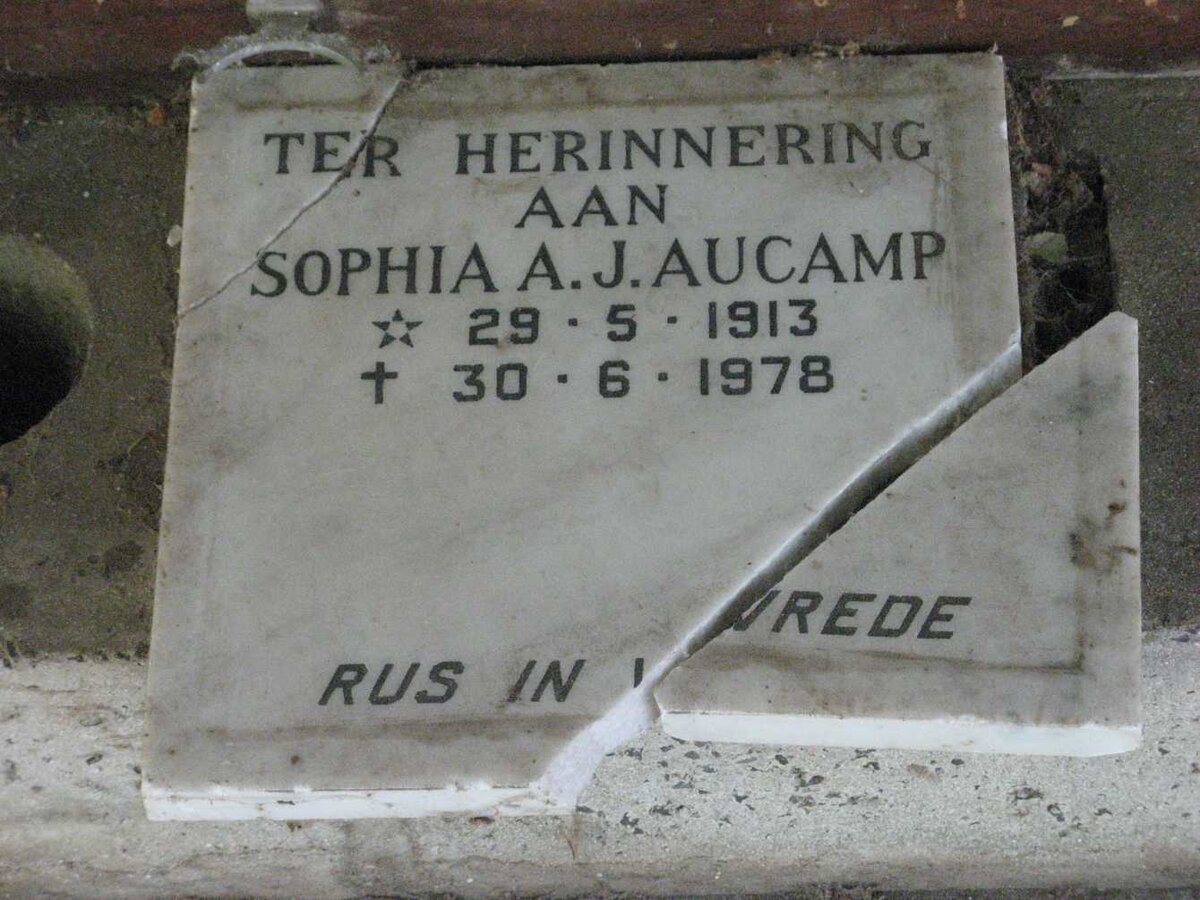 TER HERINNERING
AAN
SOPHIA A. J. AUCAMP
☆ 29 · 5 · 1913
† 30 · 6 · 1978
RUS IN VREDE